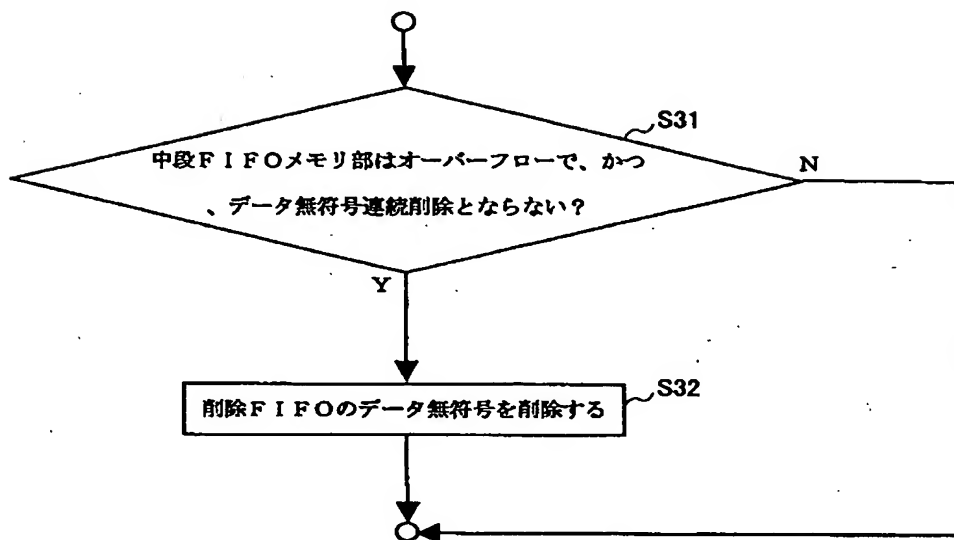 S31
中段FIFOメモリ部はオーバーフローで、かつ
、データ無符号連続削除とならない?
N
Y
S32
削除FIFOのデータ無符号を削除する